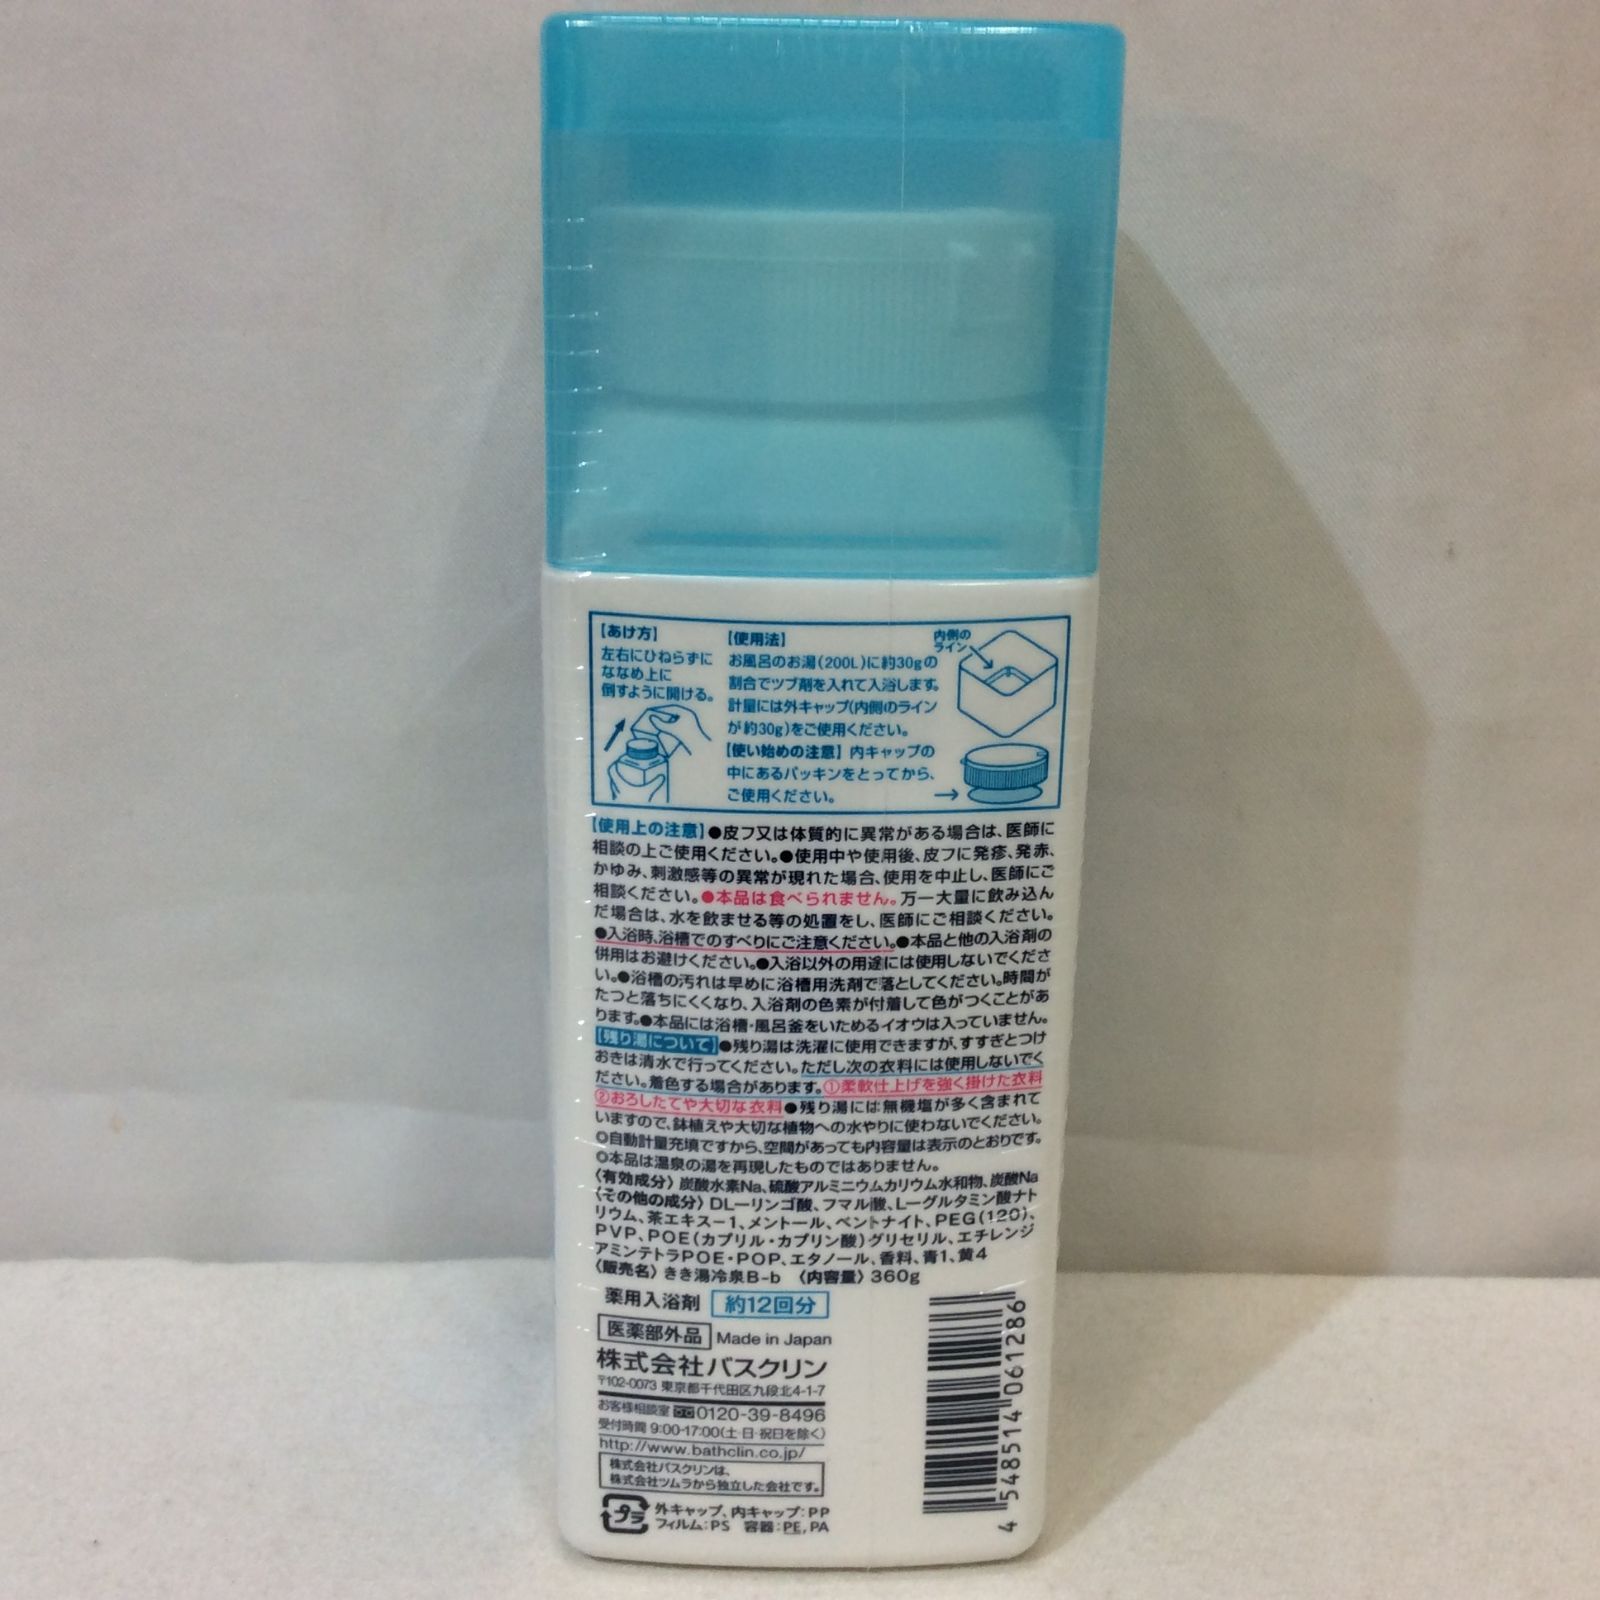 【あけ方】
左右にひねらずに
ななめ上に
倒すように開ける。
【使用法】
お風呂のお湯(200L)に約30gの
割合でツブ剤を入れて入浴します。
計量には外キャップ(内側のライン
が約30g)をご使用ください。
【使い始めの注意】内キャップの
中にあるパッキンをとってから、
ご使用ください。
内側の
ライン
【使用上の注意】●皮フ又は体質的に異常がある場合は、医師に
相談の上ご使用ください。●使用中や使用後、皮フに発疹、発赤、
かゆみ、刺激感等の異常が現れた場合、使用を中止し、医師にご
相談ください。●本品は食べられません。万一大量に飲み込ん
だ場合は、水を飲ませる等の処置をし、医師にご相談ください。
●入浴時、浴槽でのすべりにご注意ください。●本品と他の入浴剤の
併用はお避けください。●入浴以外の用途には使用しないでくださ
い。●浴槽の汚れは早めに浴槽用洗剤で落としてください。時間が
たつと落ちにくくなり、入浴剤の色素が付着して色がつくことがあ
ります。●本品には浴槽・風呂釜をいためるイオウは入っていません。
【残り湯について】●残り湯は洗濯に使用できますが、すすぎとつけ
おきは清水で行ってください。ただし次の衣料には使用しないでく
ださい。着色する場合があります。①柔軟仕上げを強く掛けた衣料
②おろしたてや大切な衣料●残り湯には無機塩が多く含まれて
いますので、鉢植えや大切な植物への水やりに使わないでください。
◎自動計量充填ですから、空間があっても内容量は表示のとおりです。
◎本品は温泉の湯を再現したものではありません。
〈有効成分〉炭酸水素Na、硫酸アルミニウムカリウム水和物、炭酸Na
〈その他の成分〉DL－リンゴ酸、フマル酸、L－グルタミン酸ナト
リウム、茶エキス－1、メントール、ベントナイト、PEG(120)、
PVP、POE(カプリル・カプリン酸)グリセリル、エチレンジ
アミンテトラPOE・POP、エタノール、香料、青1、黄4
〈販売名〉きき湯冷泉B-b 〈内容量〉360g
薬用入浴剤 約12回分
医薬部外品 Made in Japan
株式会社バスクリン
〒102-0073 東京都千代田区九段北4-1-7
お客様相談室 0120-39-8496
受付時間 9:00-17:00(土・日・祝日を除く)
http://www.bathclin.co.jp/
株式会社バスクリンは、
株式会社ツムラから独立した会社です。
プラ
外キャップ、内キャップ:PP
フィルム:PS 容器:PE,PA
4 548514 061286